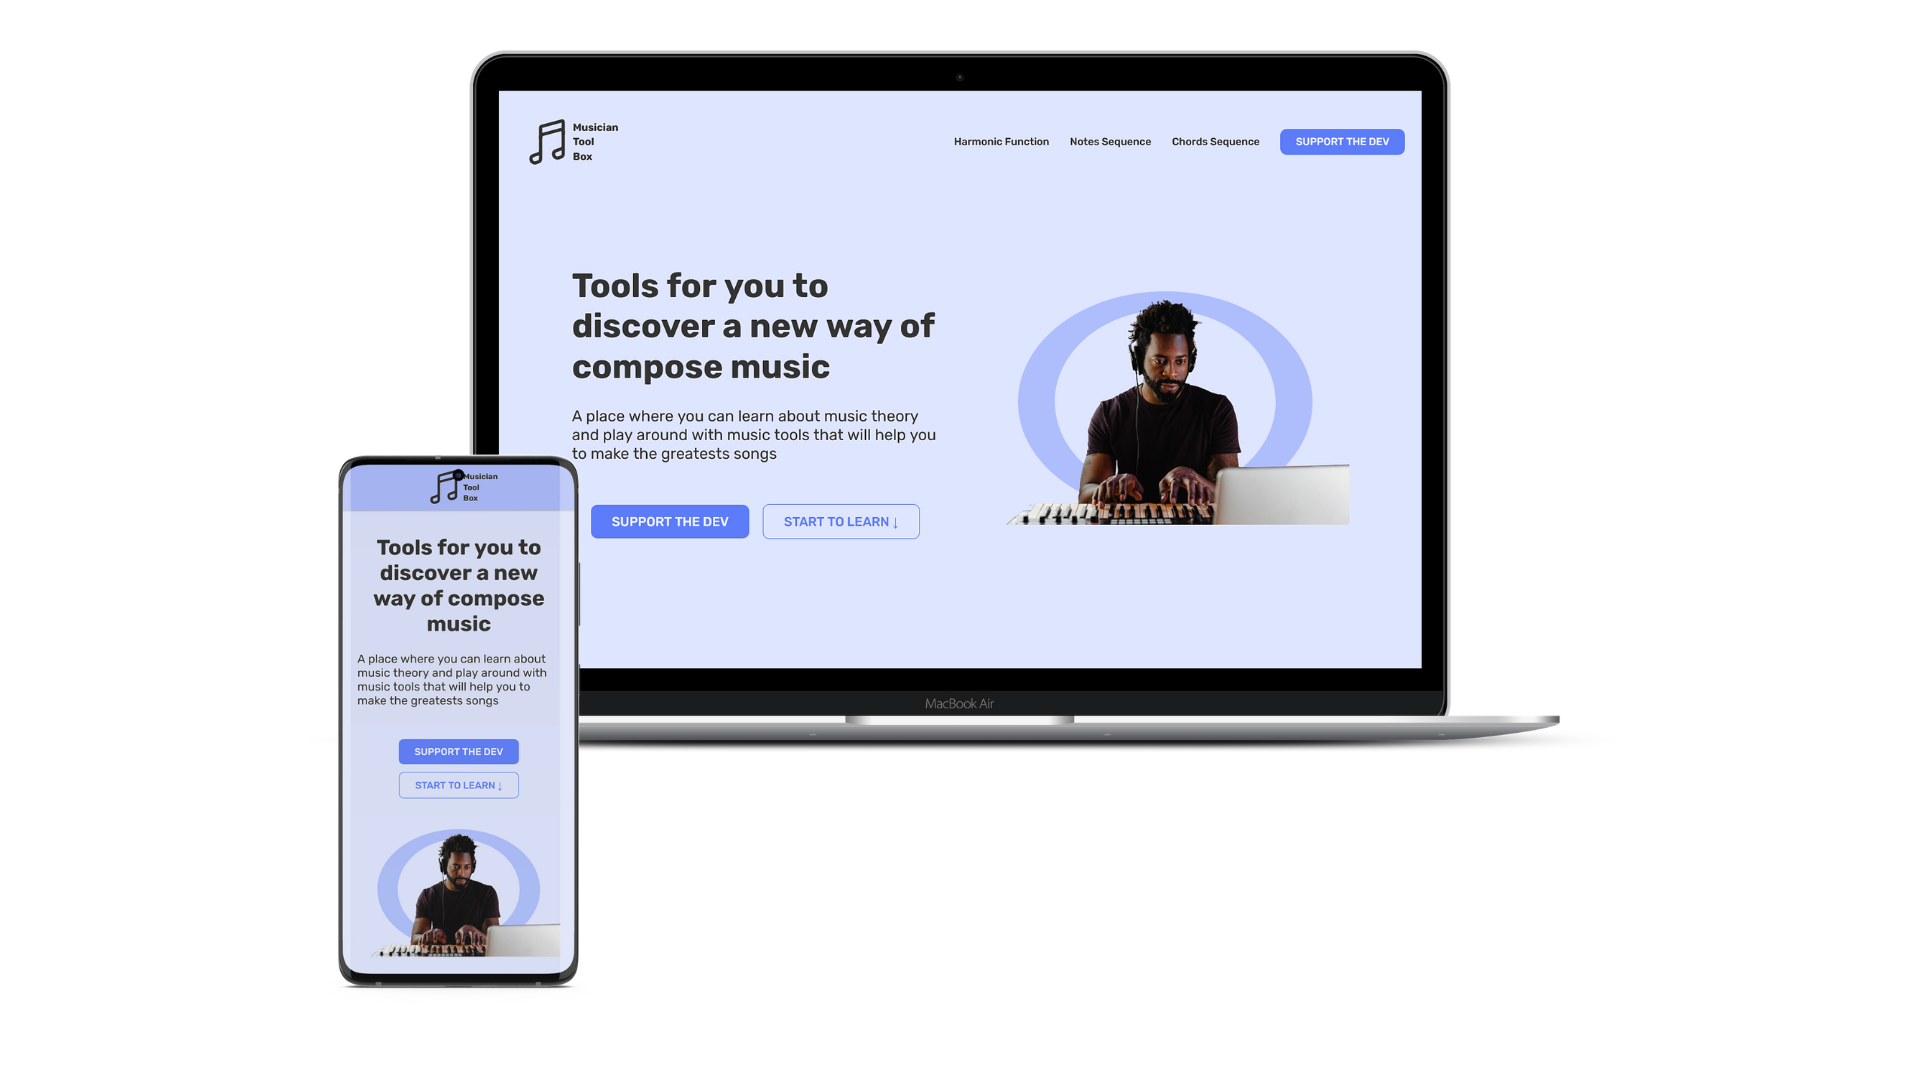 Musician
Tool
Box
Harmonic Function Notes Sequence Chords Sequence SUPPORT THE DEV
Tools for you to
discover a new way of
compose music
A place where you can learn about music theory
and play around with music tools that will help you
to make the greatests songs
SUPPORT THE DEV START TO LEARN ↓
MacBook Air
Musician
Tool
Box
Tools for you to
discover a new
way of compose
music
A place where you can learn about
music theory and play around with
music tools that will help you to
make the greatests songs
SUPPORT THE DEV
START TO LEARN ↓